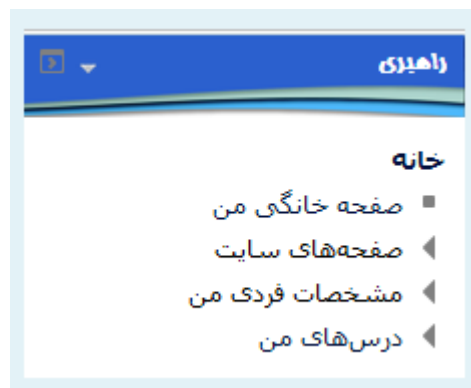 راهبری
خانه
صفحه خانگی من
صفحه‌های سایت
مشخصات فردی من
درس‌های من